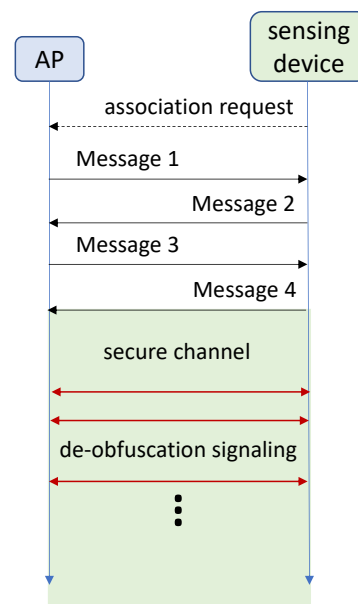 AP
sensing
device
association request
Message 1
Message 2
Message 3
Message 4
secure channel
de-obfuscation signaling